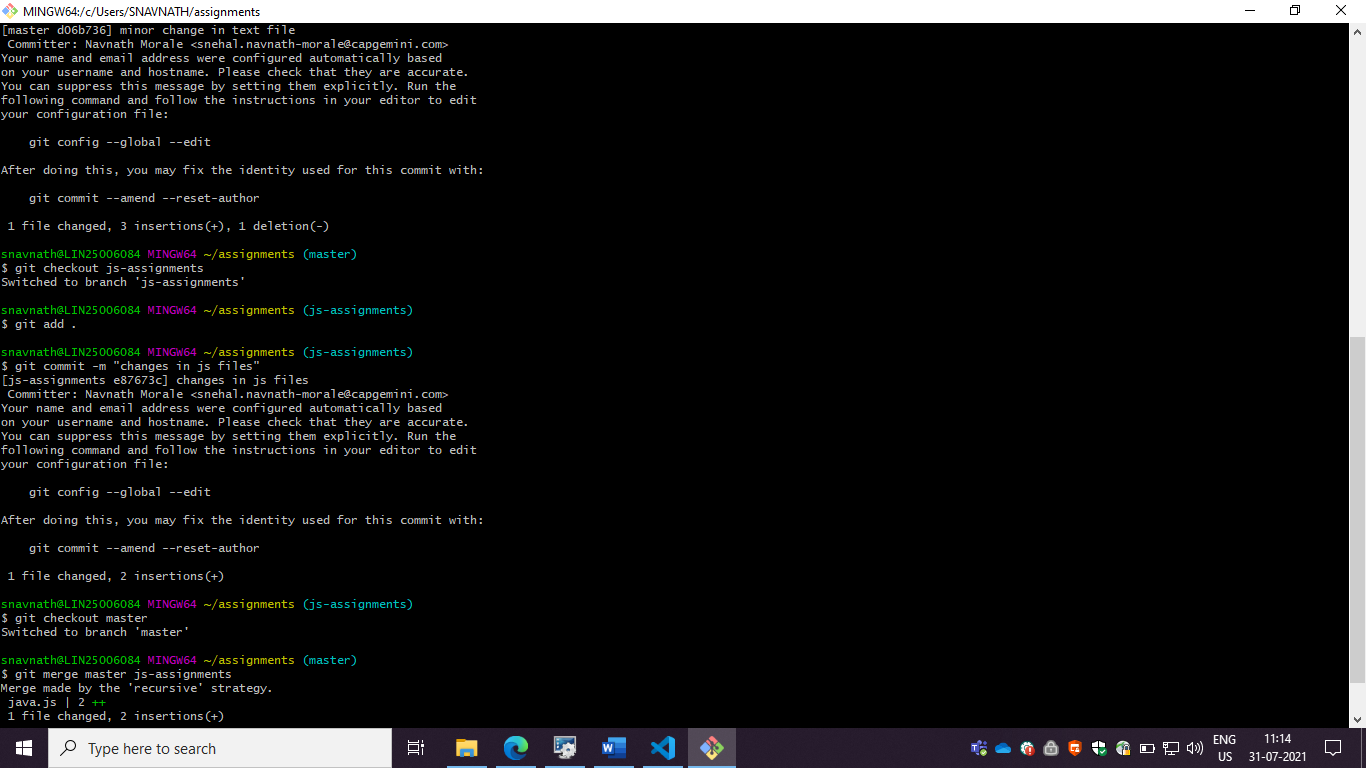 MINGW64:/c/Users/SNAVNATH/assignments
[master d06b736] minor change in text file
 Committer: Navnath Morale <snehal.navnath-morale@capgemini.com>
Your name and email address were configured automatically based
on your username and hostname. Please check that they are accurate.
You can suppress this message by setting them explicitly. Run the
following command and follow the instructions in your editor to edit
your configuration file:

    git config --global --edit

After doing this, you may fix the identity used for this commit with:

    git commit --amend --reset-author

 1 file changed, 3 insertions(+), 1 deletion(-)

snavnath@LIN25006084 MINGW64 ~/assignments (master)
$ git checkout js-assignments
Switched to branch 'js-assignments'

snavnath@LIN25006084 MINGW64 ~/assignments (js-assignments)
$ git add .

snavnath@LIN25006084 MINGW64 ~/assignments (js-assignments)
$ git commit -m "changes in js files"
[js-assignments e87673c] changes in js files
 Committer: Navnath Morale <snehal.navnath-morale@capgemini.com>
Your name and email address were configured automatically based
on your username and hostname. Please check that they are accurate.
You can suppress this message by setting them explicitly. Run the
following command and follow the instructions in your editor to edit
your configuration file:

    git config --global --edit

After doing this, you may fix the identity used for this commit with:

    git commit --amend --reset-author

 1 file changed, 2 insertions(+)

snavnath@LIN25006084 MINGW64 ~/assignments (js-assignments)
$ git checkout master
Switched to branch 'master'

snavnath@LIN25006084 MINGW64 ~/assignments (master)
$ git merge master js-assignments
Merge made by the 'recursive' strategy.
 java.js | 2 ++
 1 file changed, 2 insertions(+)
Type here to search
ENG
US
11:14
31-07-2021